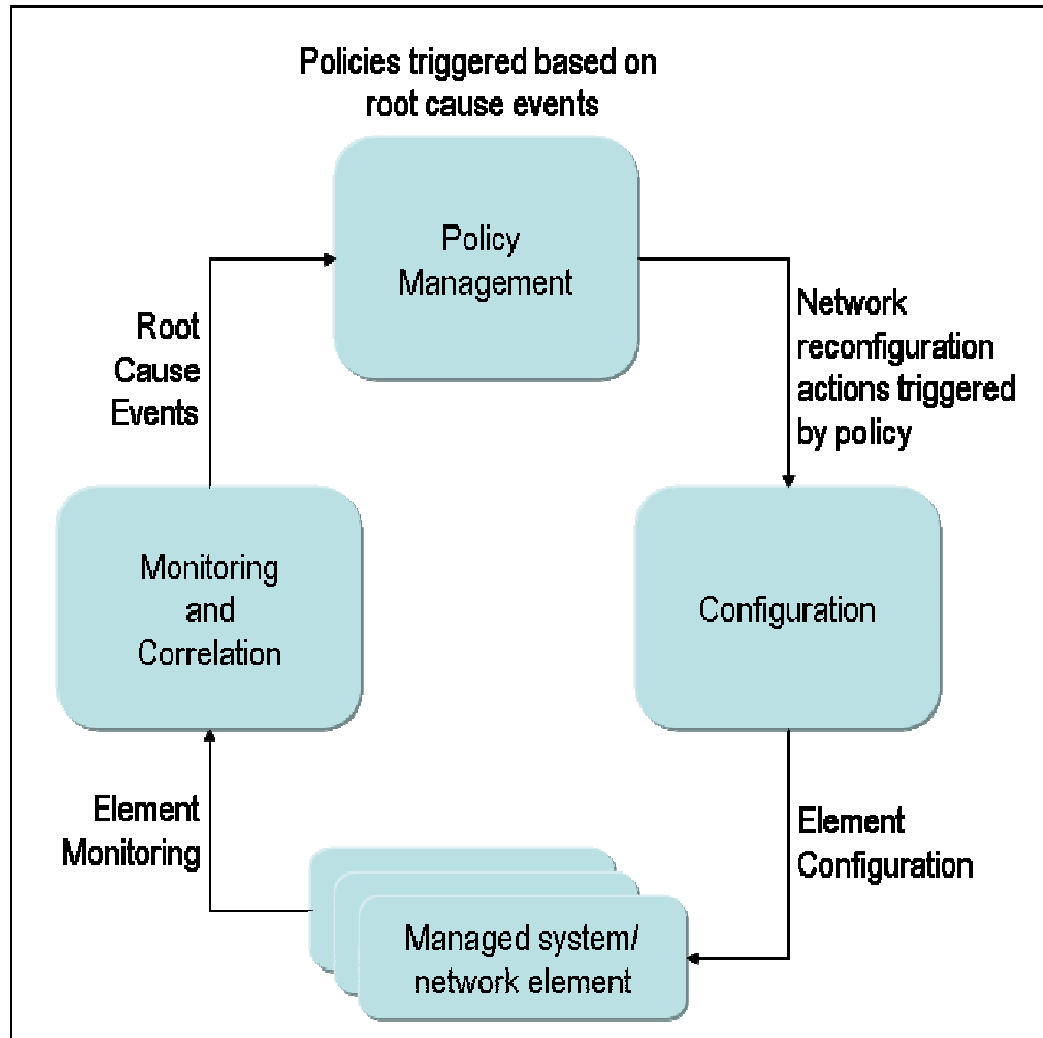 Policies triggered based on
root cause events
Policy
Management
Root
Cause
Events
Network
reconfiguration
actions triggered
by policy
Monitoring
and
Correlation
Configuration
Element
Monitoring
Element
Configuration
Managed system/
network element